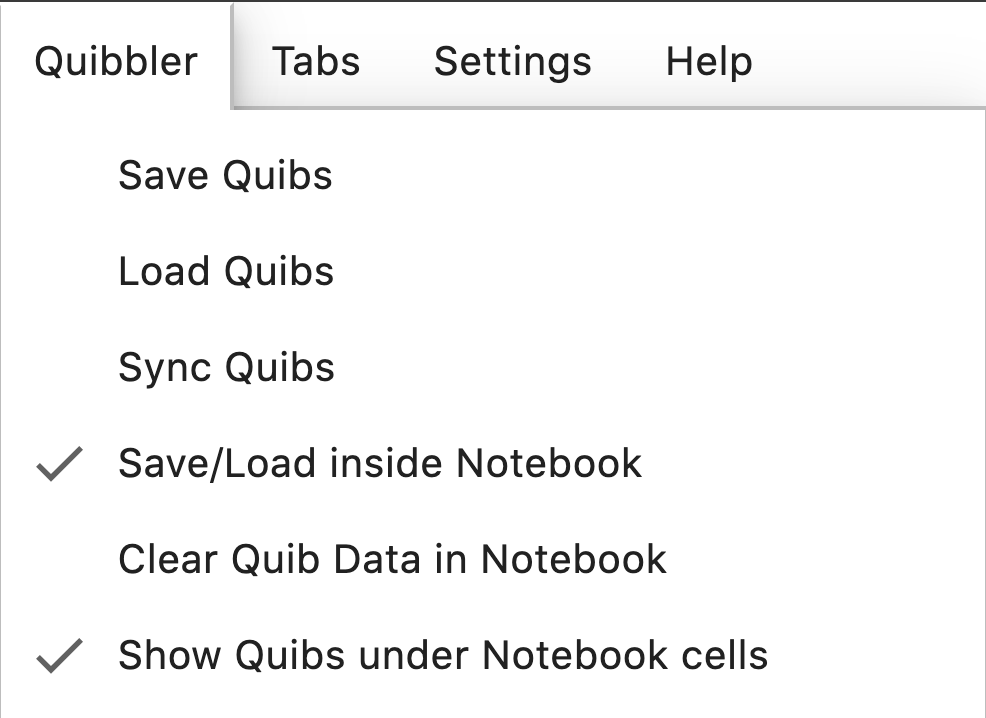 Quibbler Tabs Settings Help
Save Quibs
Load Quibs
Sync Quibs
Save/Load inside Notebook
Clear Quib Data in Notebook
Show Quibs under Notebook cells